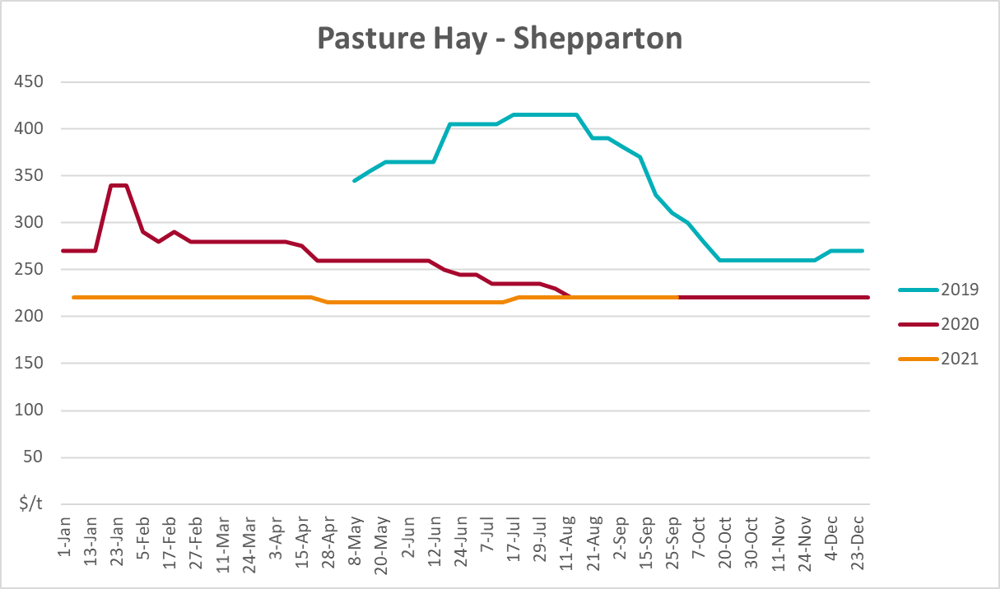 Pasture Hay - Shepparton
450
400
350
300
250
200
150
100
50
$/t
1-Jan
13-Jan
23-Jan
5-Feb
17-Feb
27-Feb
11-Mar
24-Mar
3-Apr
15-Apr
28-Apr
8-May
20-May
2-Jun
12-Jun
24-Jun
7-Jul
17-Jul
29-Jul
11-Aug
21-Aug
2-Sep
15-Sep
25-Sep
7-Oct
20-Oct
30-Oct
11-Nov
24-Nov
4-Dec
23-Dec
2019
2020
2021